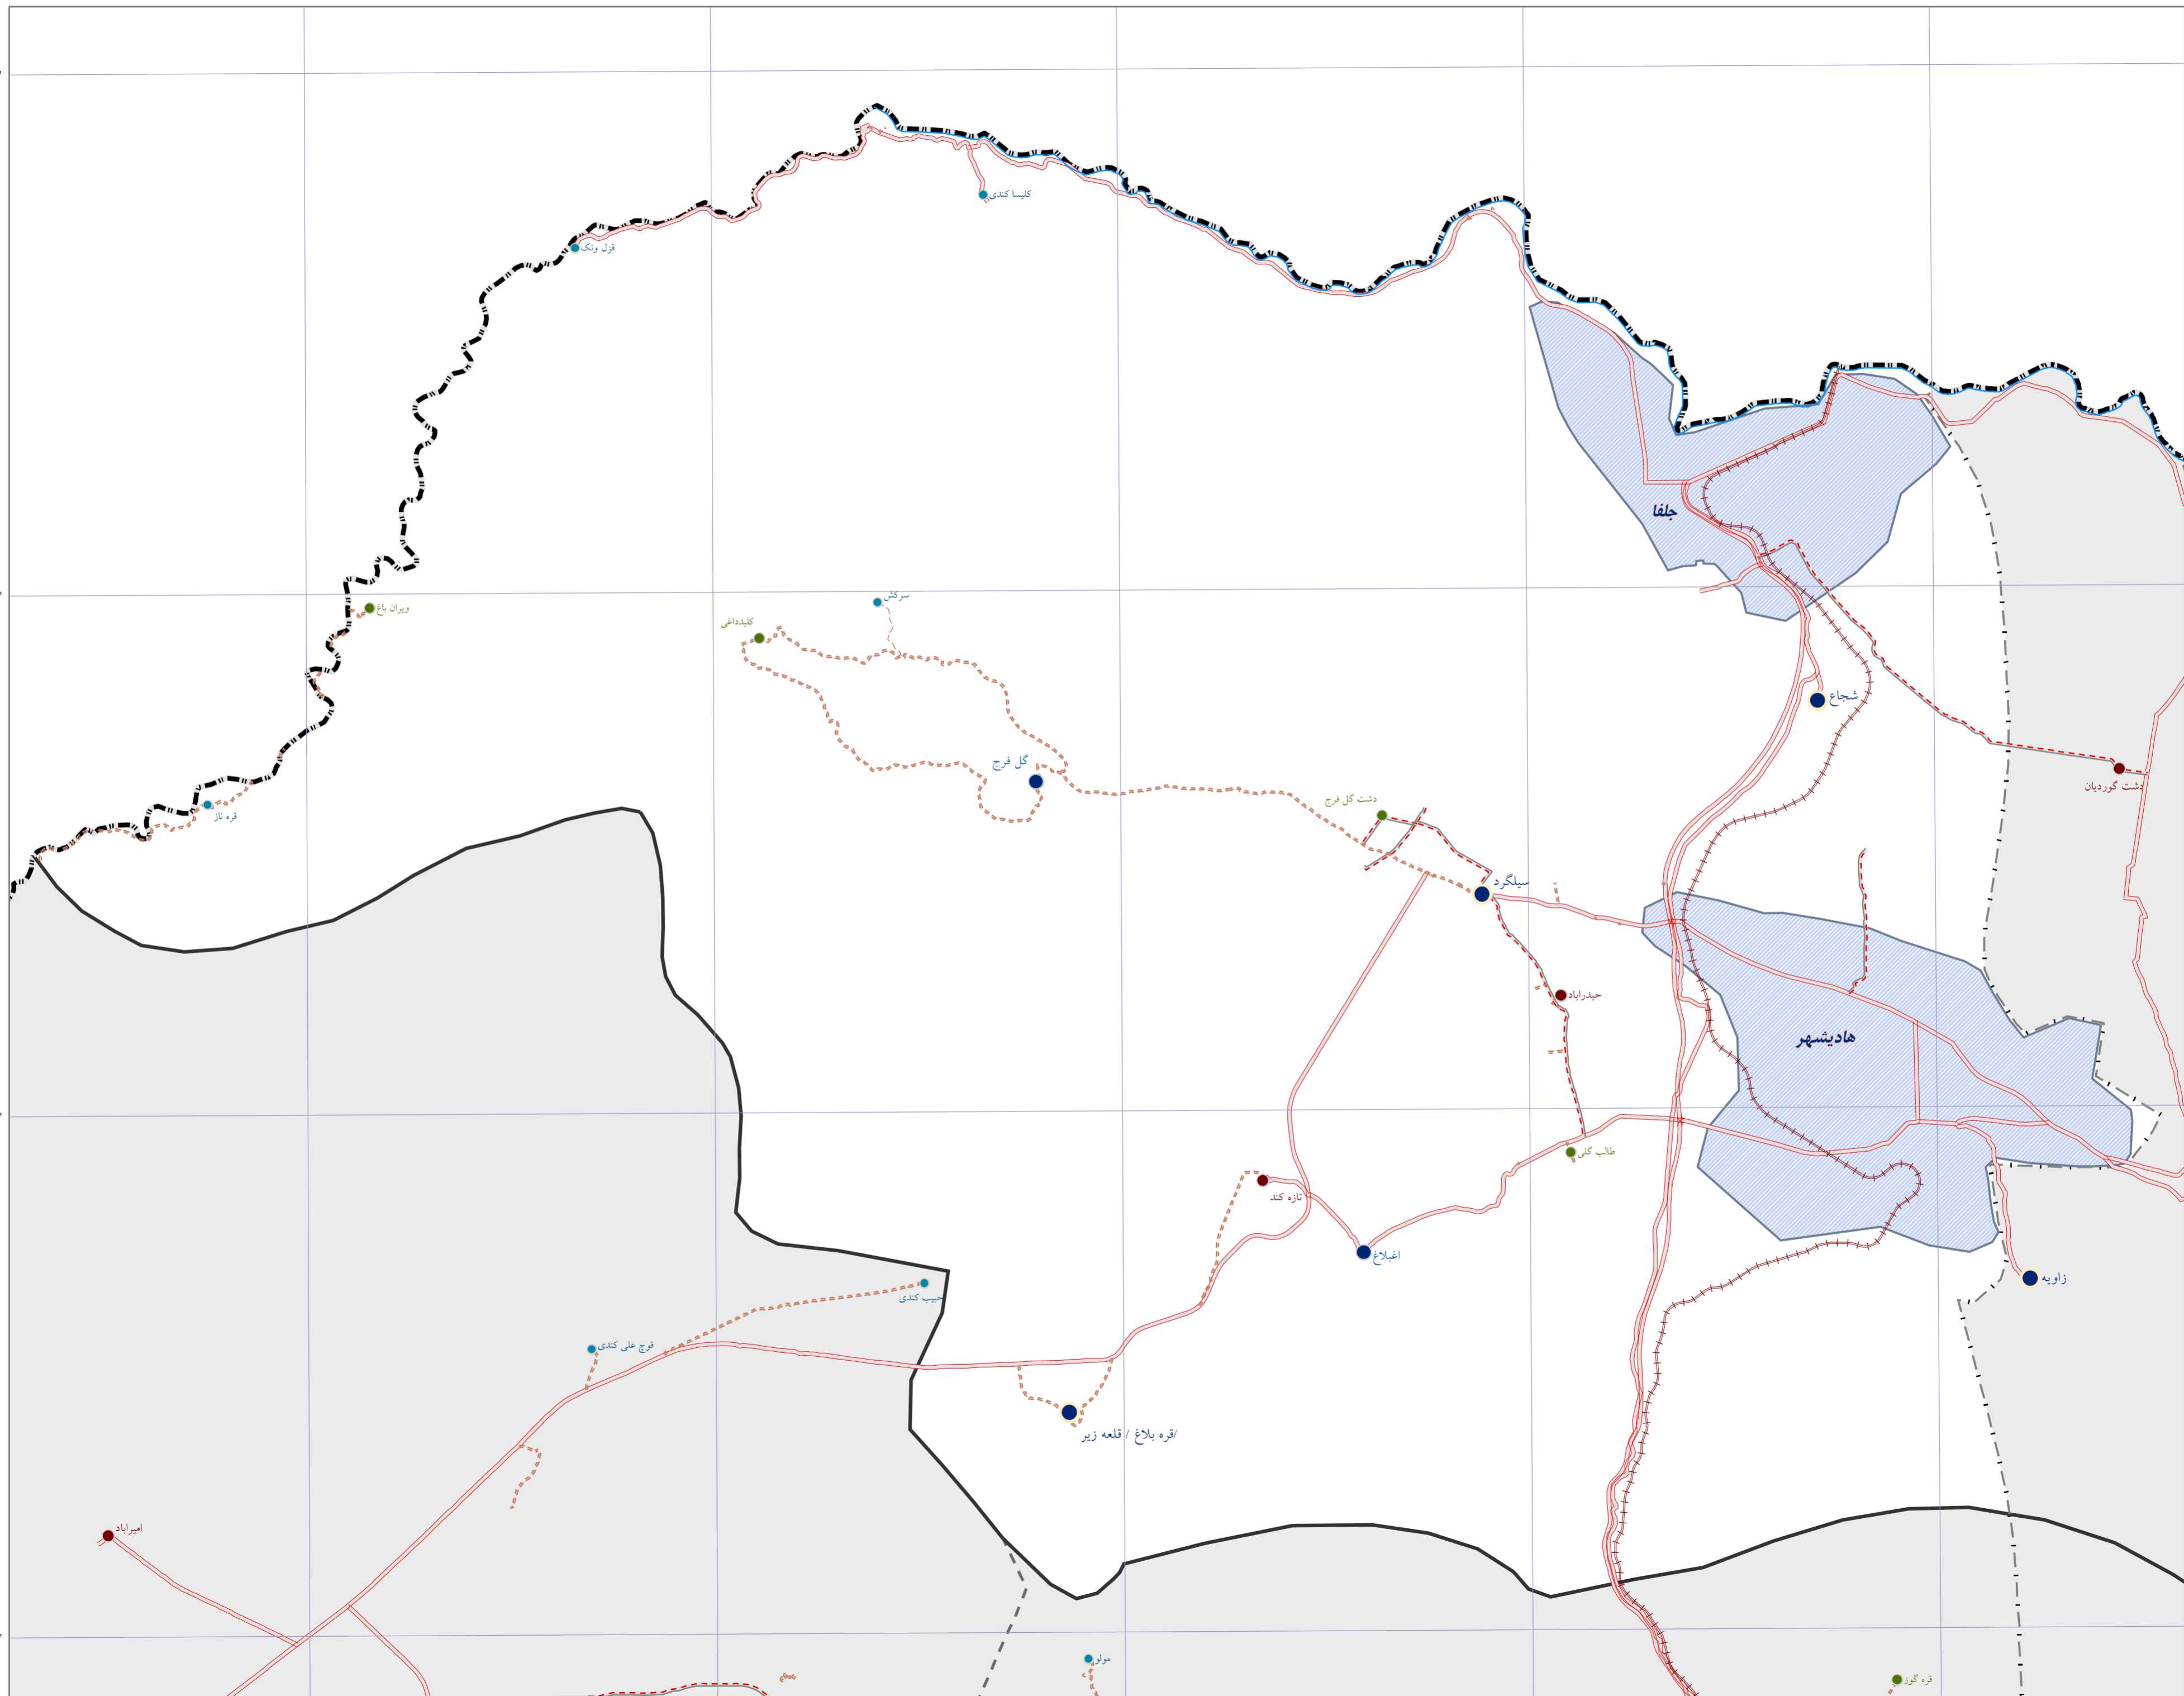 کلیسا کندی
قزل ونک
جلفا
سرکش
ویران باغ
کلیدداغی
شجاع
گل فرج
دشت گوردیان
دشت گل فرج
قره ناز
سیلگرد
حیدراباد
هادیشهر
طالب گلی
تازه کند
اغبلاغ
زاویه
حبیب کندی
قوچ علی کندی
قره بلاغ / قلعه زیر/
امیراباد
مولو
قره گوز